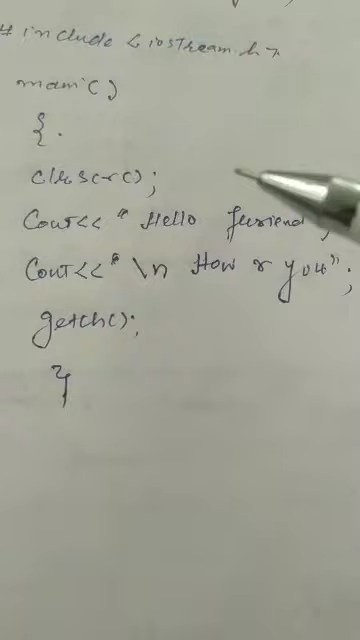 # include < iostream.h>
main()
{.
clrscr();
Cout<< " Hello friend ;
Cout<<" \n How r you";
getch();
}